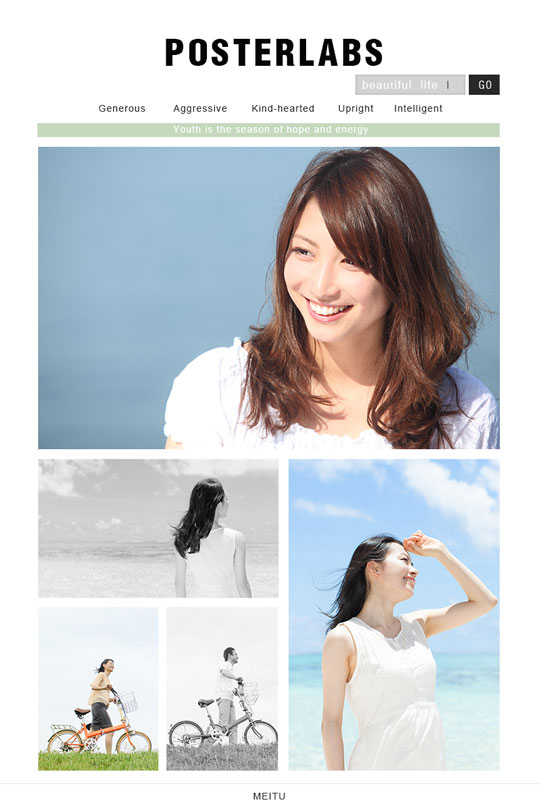 POSTERLABS
beautiful life |
GO
Generous Aggressive Kind-hearted Upright Intelligent
Youth is the season of hope and energy
MEITU